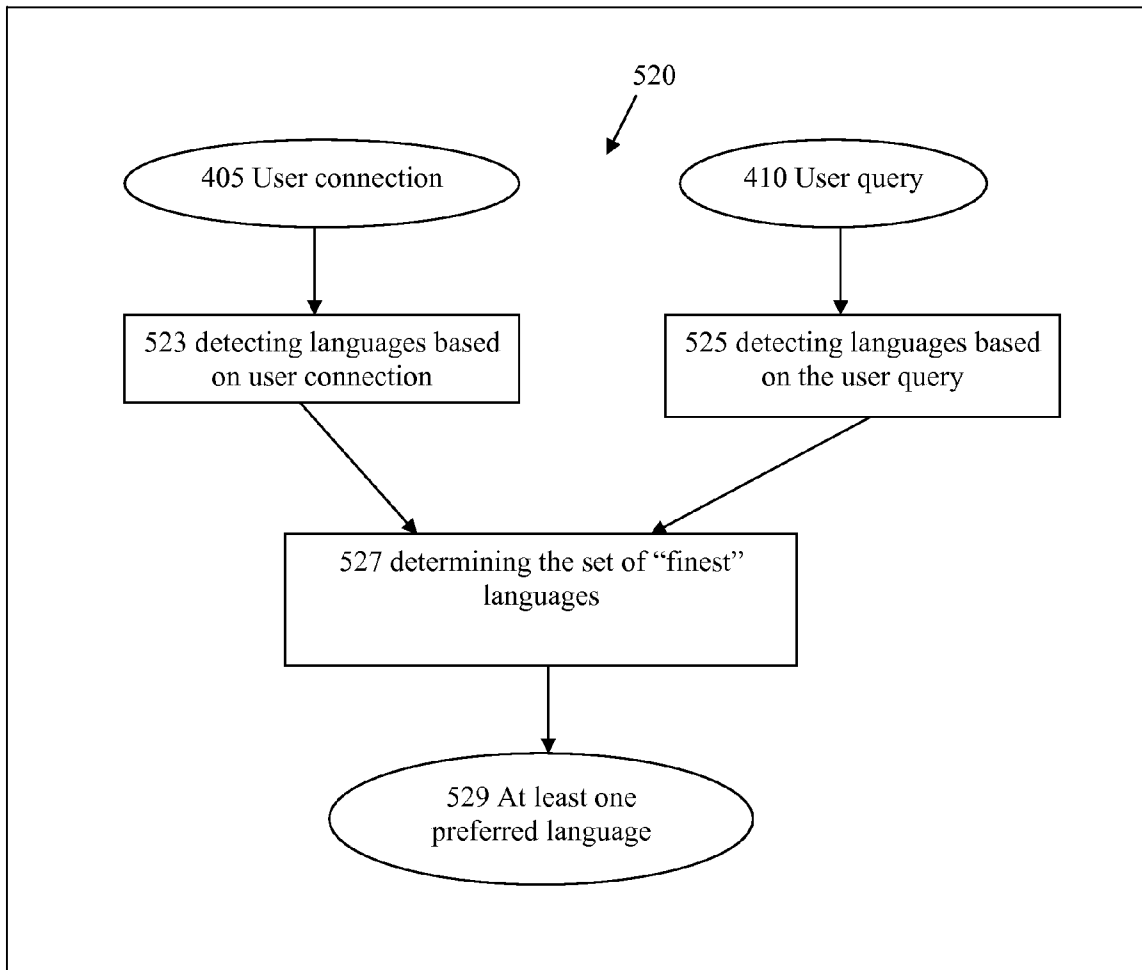 520
405 User connection
410 User query
523 detecting languages based
on user connection
525 detecting languages based
on the user query
527 determining the set of “finest”
languages
529 At least one
preferred language